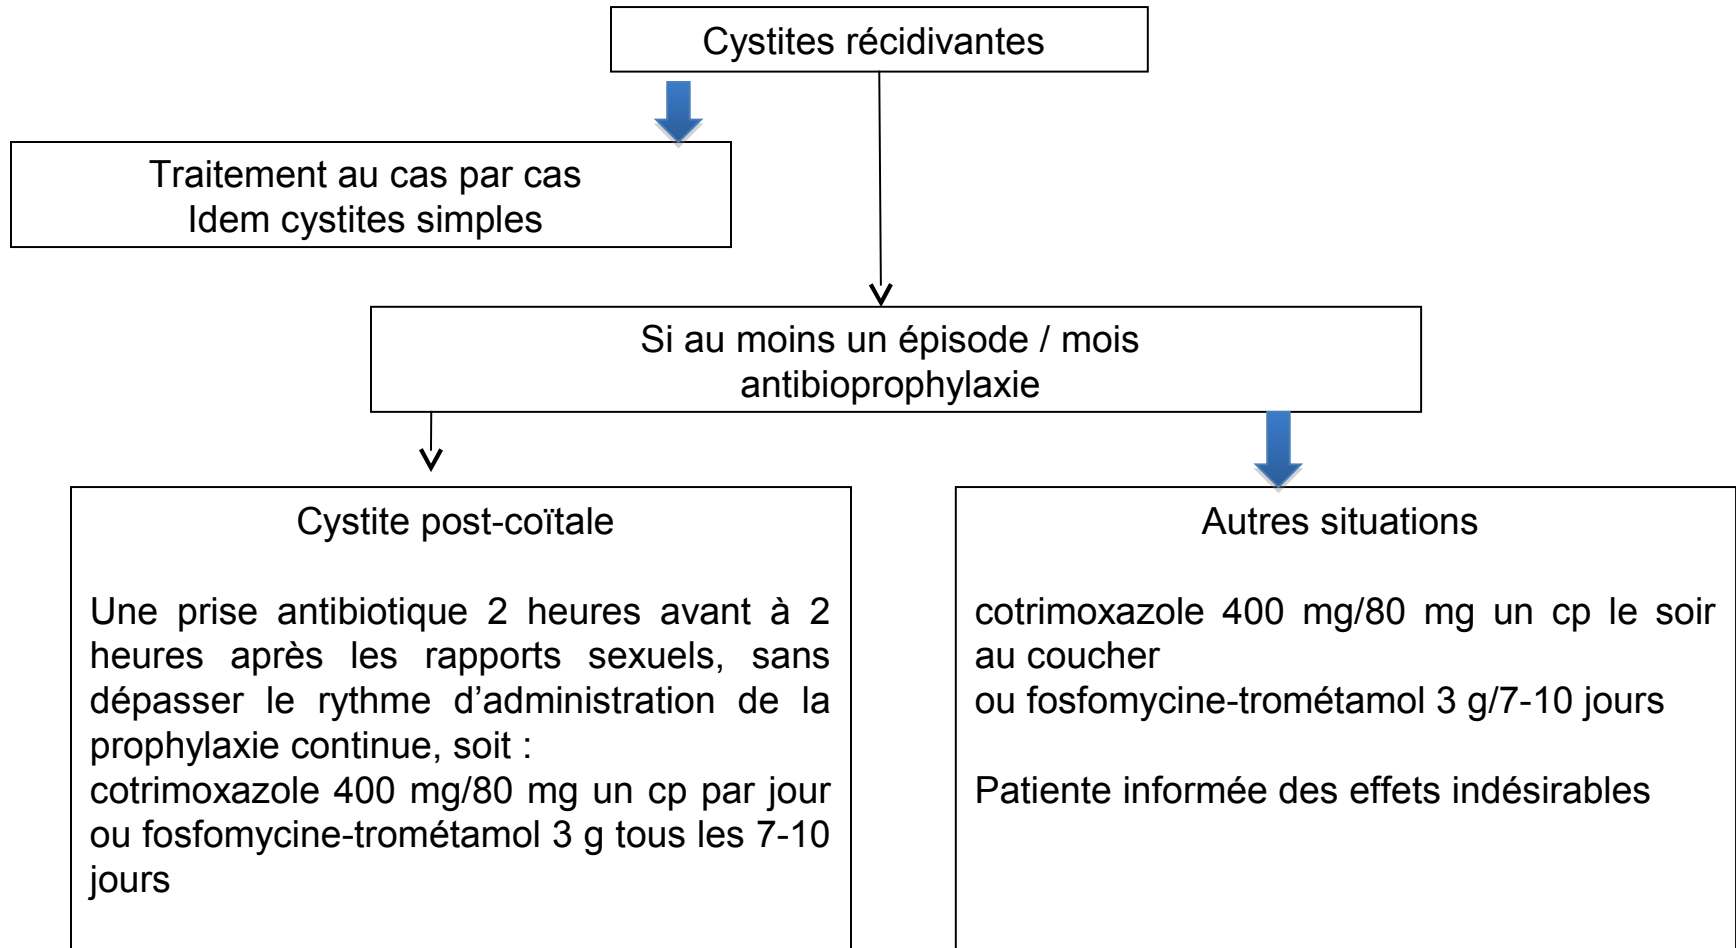 Cystites récidivantes
Traitement au cas par cas
Idem cystites simples
Si au moins un épisode / mois
antibioprophylaxie
Cystite post-coïtale
Une prise antibiotique 2 heures avant à 2
heures après les rapports sexuels, sans
dépasser le rythme d’administration de la
prophylaxie continue, soit :
cotrimoxazole 400 mg/80 mg un cp par jour
ou fosfomycine-trométamol 3 g tous les 7-10
jours
Autres situations
cotrimoxazole 400 mg/80 mg un cp le soir
au coucher
ou fosfomycine-trométamol 3 g/7-10 jours
Patiente informée des effets indésirables